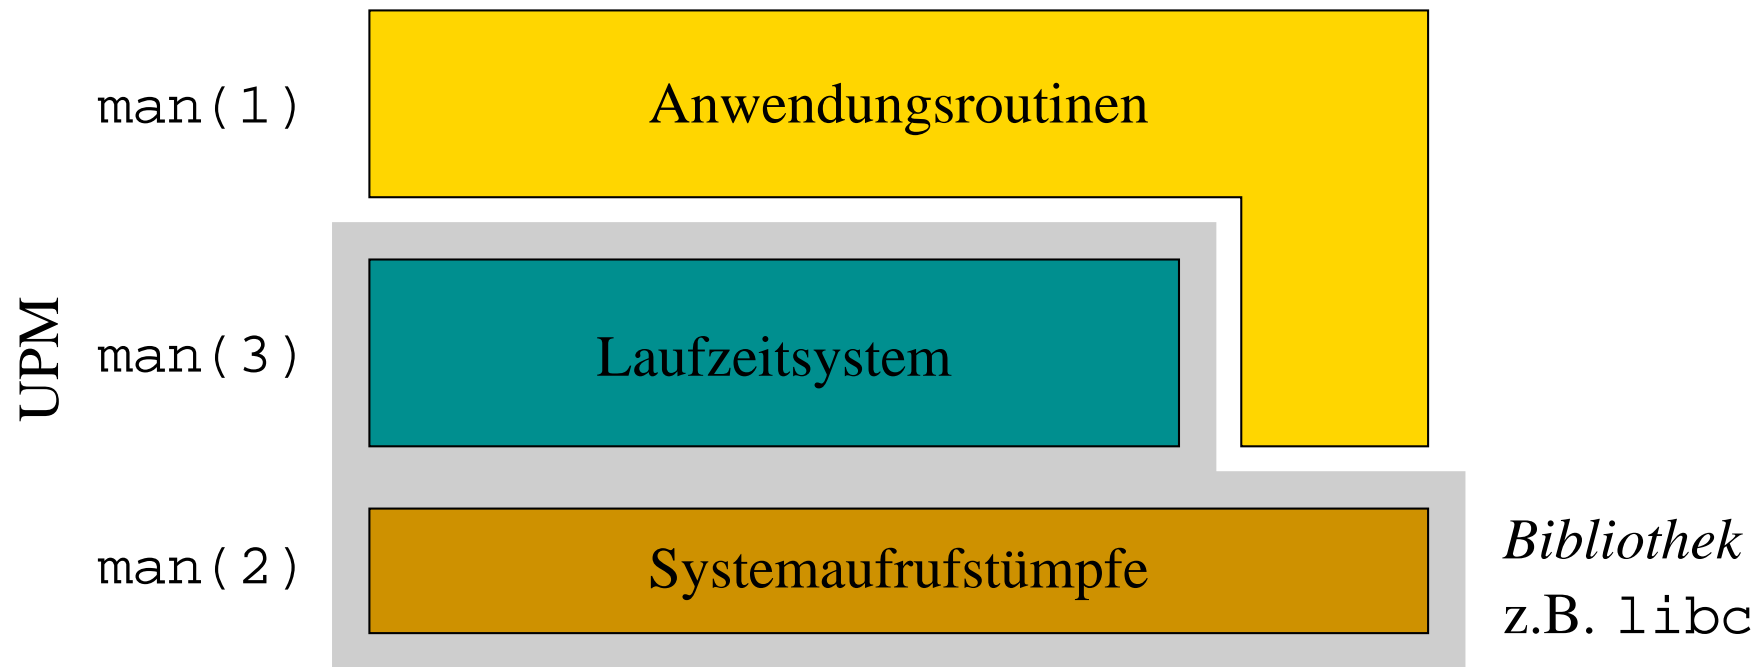 man(1)
Anwendungsroutinen
UPM
man(3)
Laufzeitsystem
man(2)
Systemaufrufstümpfe
Bibliothek
z.B. libc